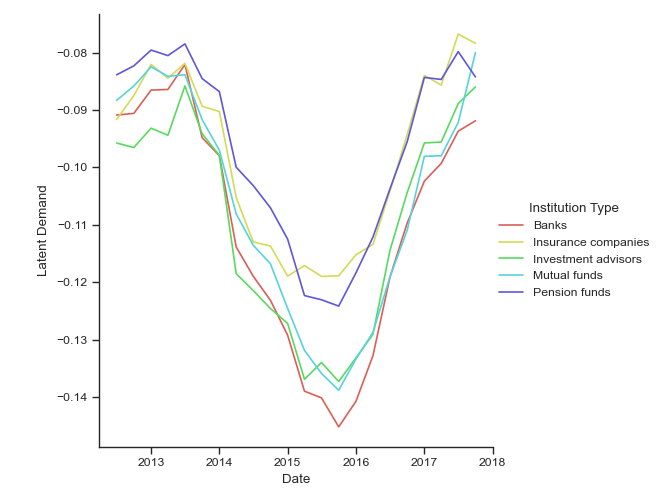 −0.08
−0.09
−0.10
−0.11
−0.12
−0.13
−0.14
Latent Demand
2013 2014 2015 2016 2017 2018
Date
Institution Type
Banks
Insurance companies
Investment advisors
Mutual funds
Pension funds